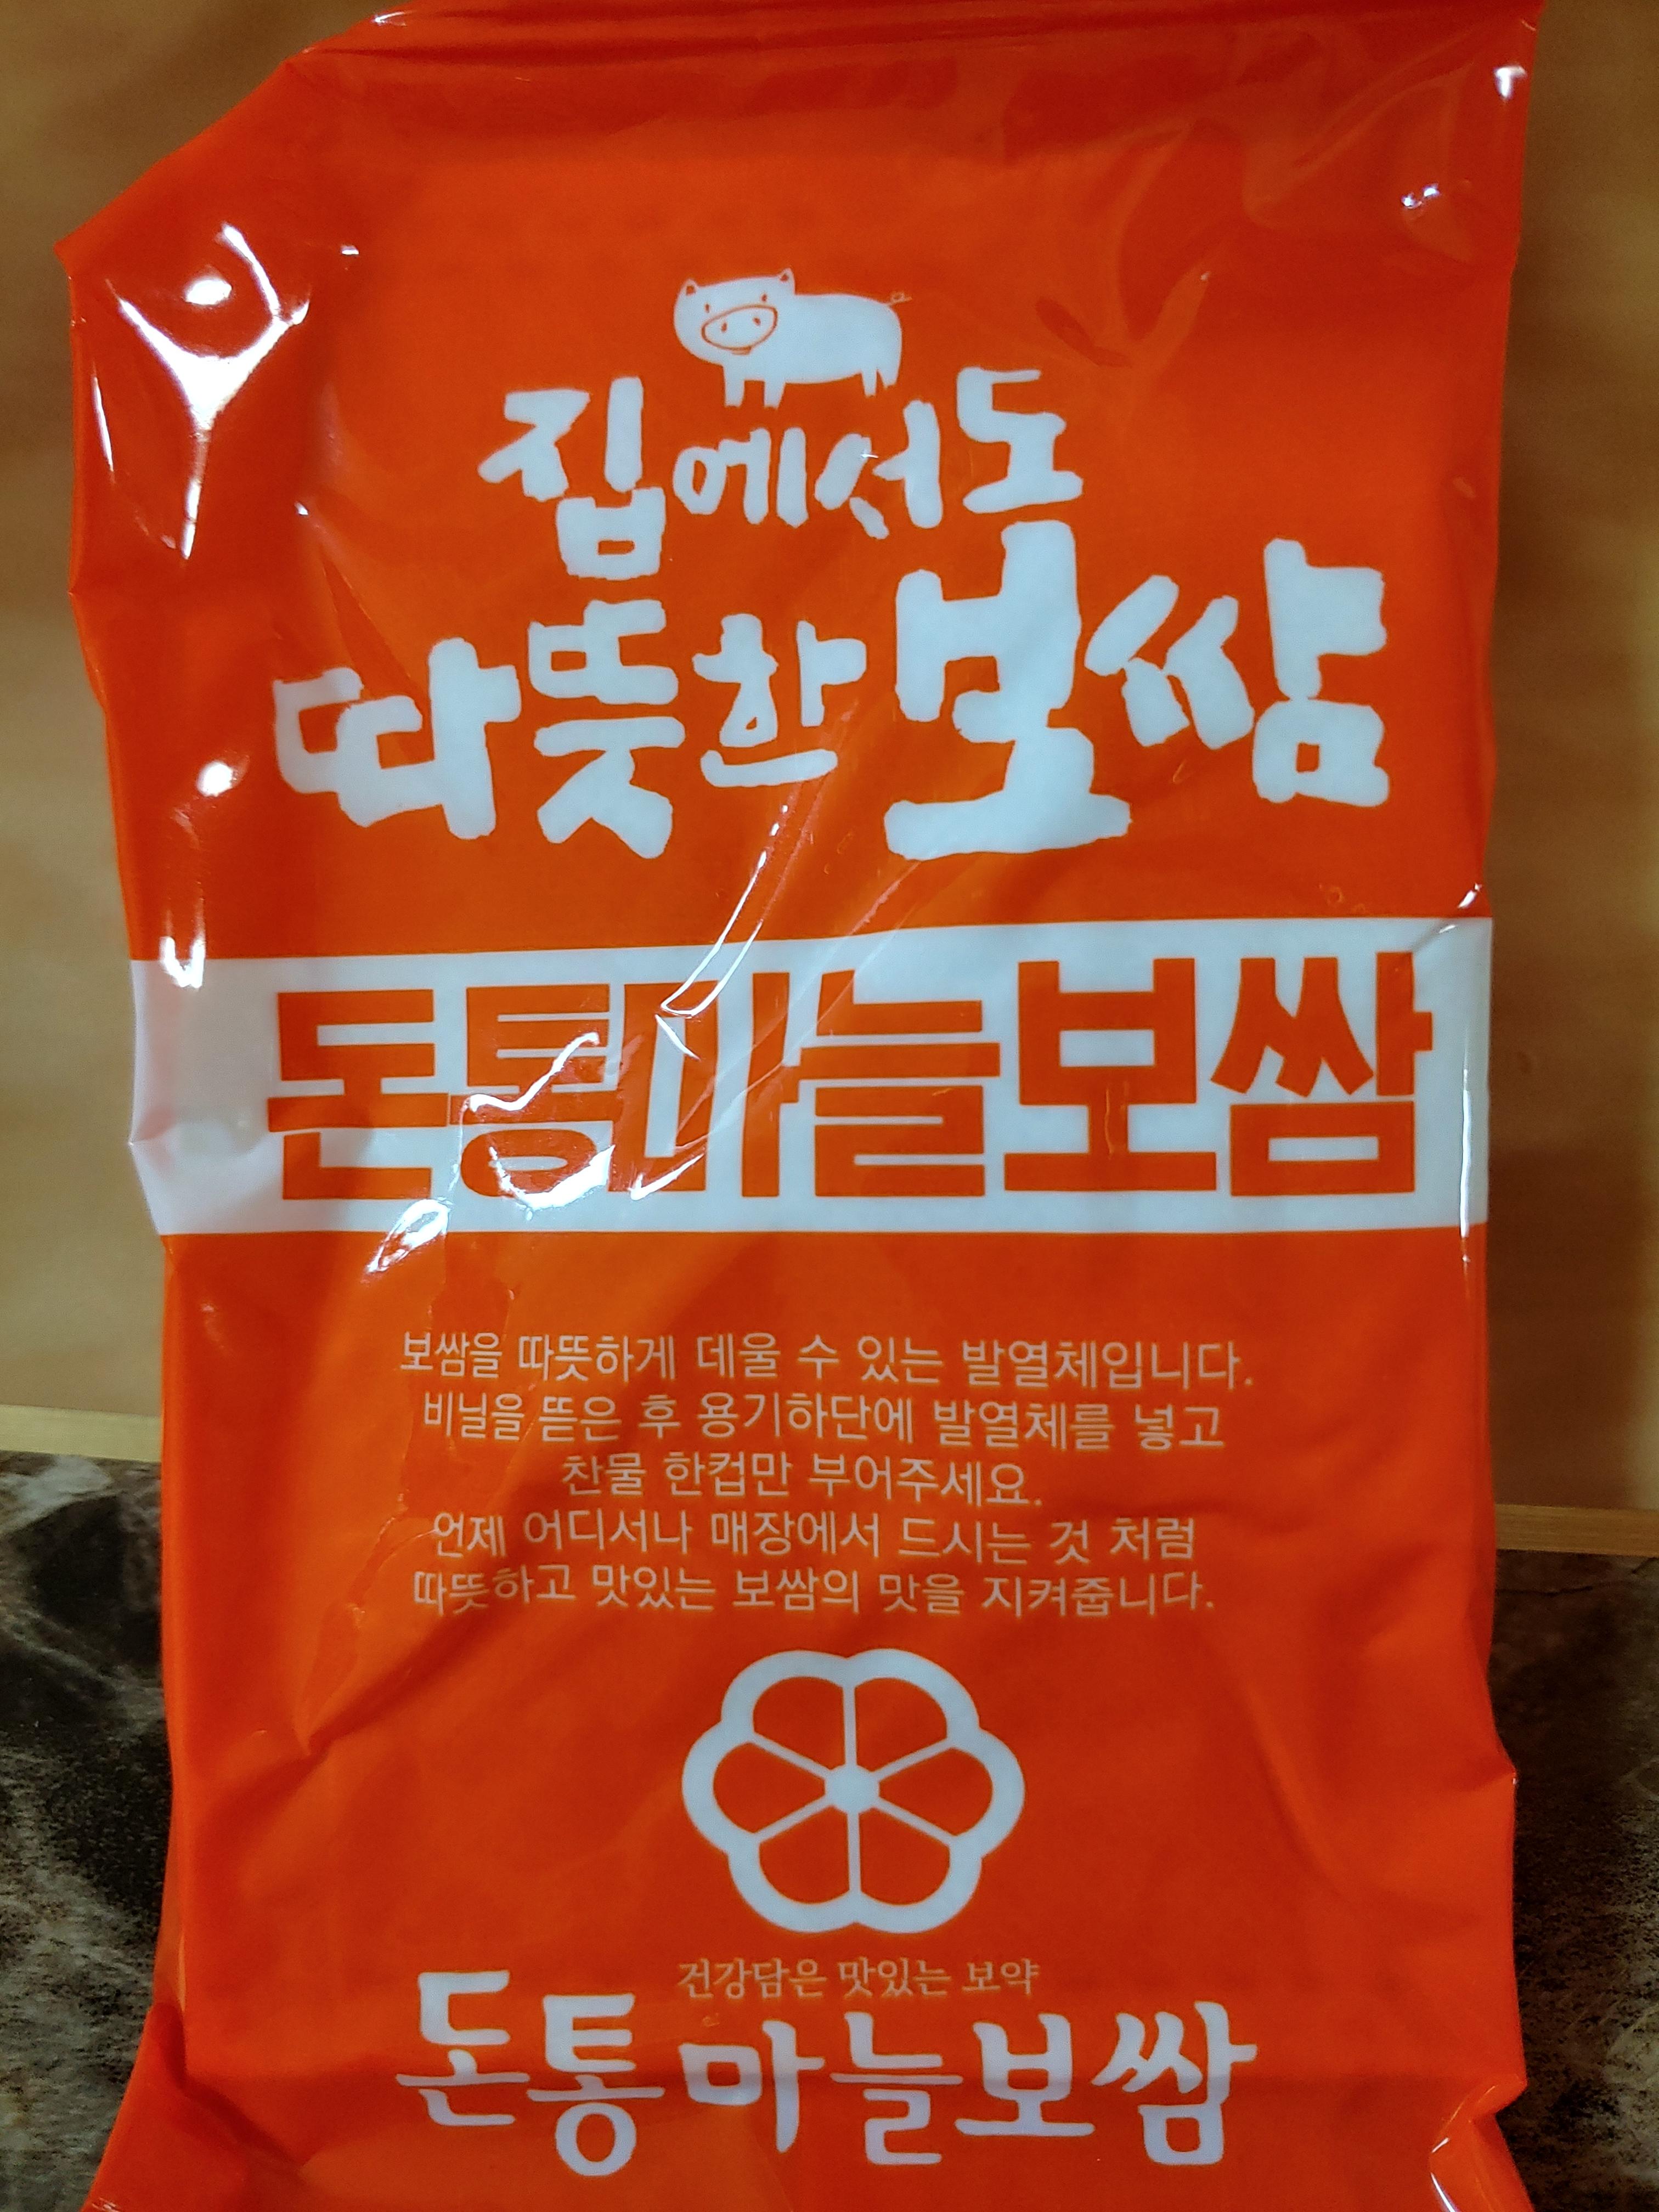 집에서도
따뜻한 보쌈
돈통마늘보쌈
보쌈을 따뜻하게 데울 수 있는 발열체입니다.
비닐을 뜯은 후 용기하단에 발열체를 넣고
찬물 한컵만 부어주세요.
언제 어디서나 매장에서 드시는 것 처럼
따뜻하고 맛있는 보쌈의 맛을 지켜줍니다.
건강담은 맛있는 보약
돈통마늘보쌈